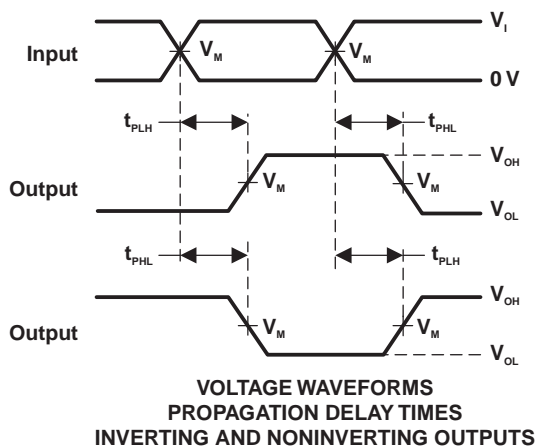 V_I
Input
V_M
V_M
0 V
t_PLH
t_PHL
V_OH
Output
V_M
V_M
V_OL
t_PHL
t_PLH
V_OH
Output
V_M
V_M
V_OL
VOLTAGE WAVEFORMS
PROPAGATION DELAY TIMES
INVERTING AND NONINVERTING OUTPUTS